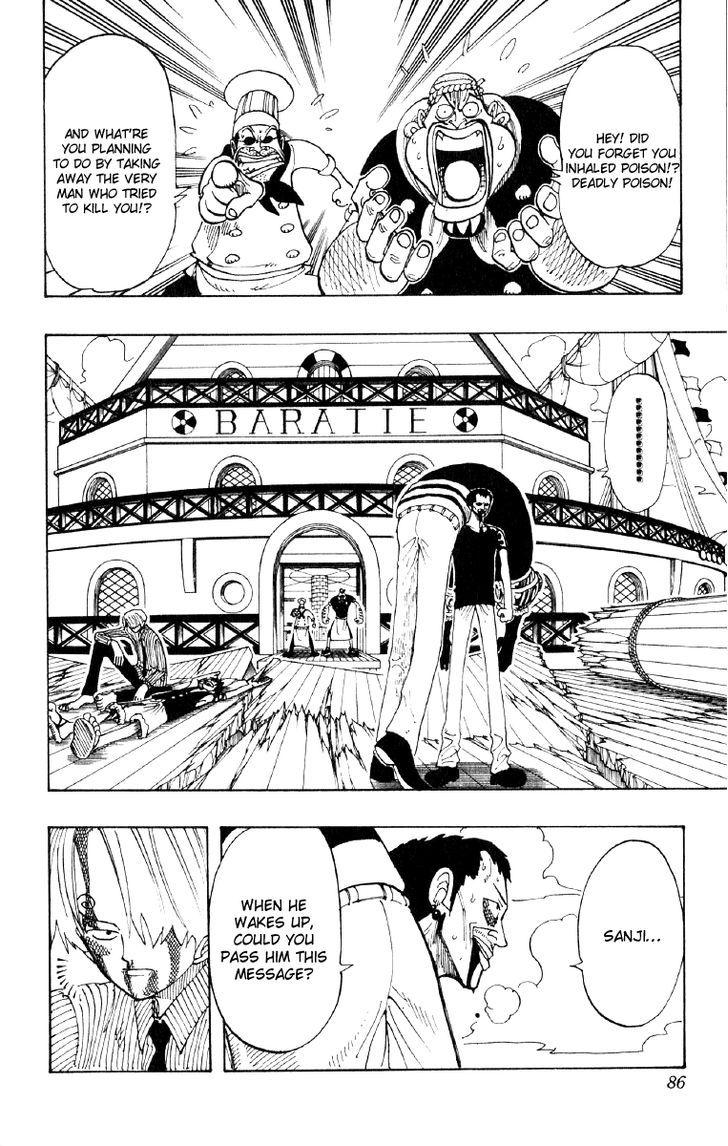 HEY! DID
YOU FORGET YOU
INHALED POISON!?
DEADLY POISON!
AND WHAT'RE
YOU PLANNING
TO DO BY TAKING
AWAY THE VERY
MAN WHO TRIED
TO KILL YOU!?
BARATIE
..........
SANJI...
WHEN HE
WAKES UP,
COULD YOU
PASS HIM THIS
MESSAGE?
86